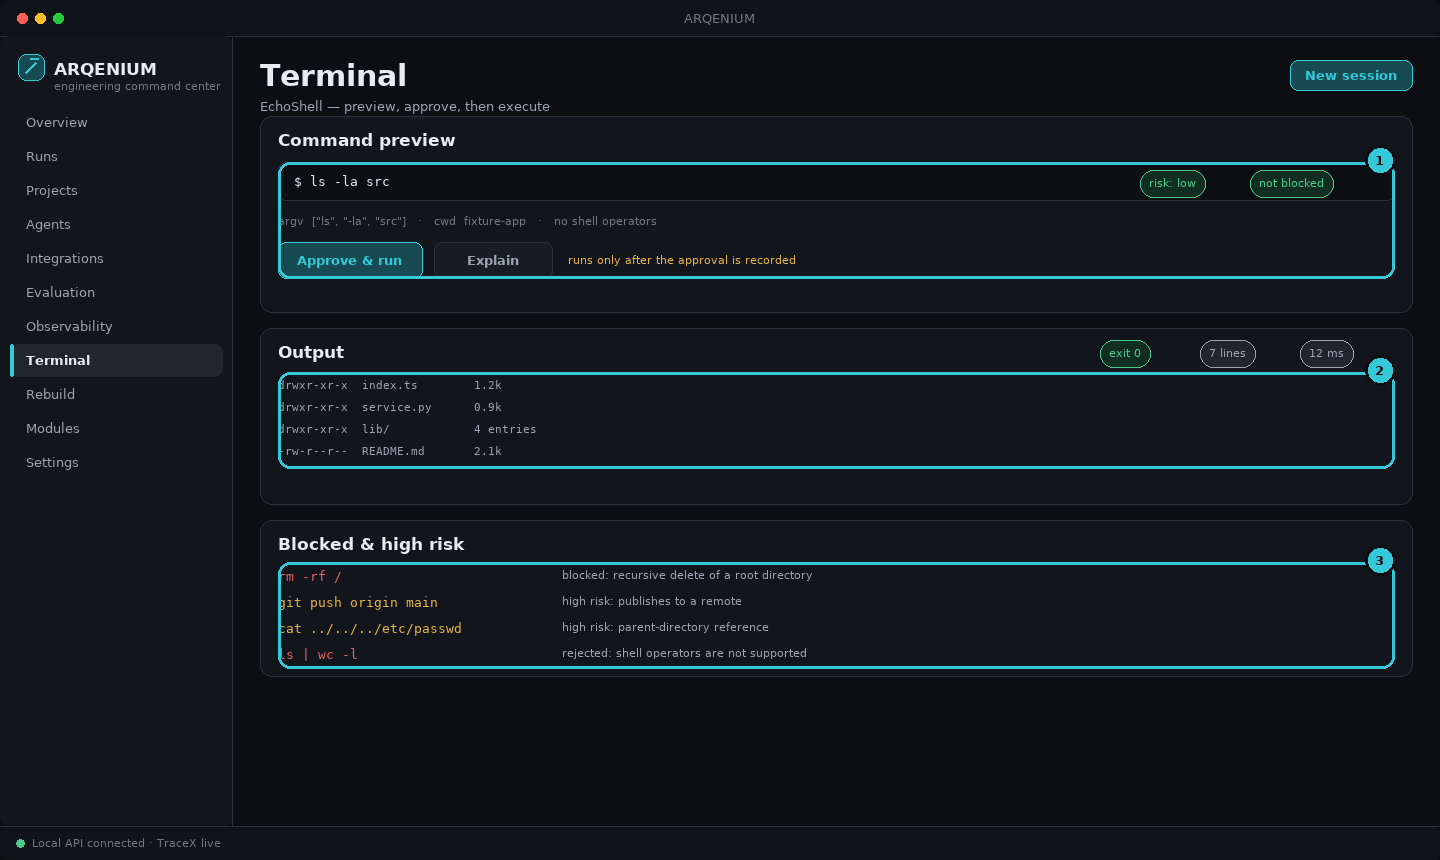 ARQENIUM
ARQENIUM
engineering command center
Overview
Runs
Projects
Agents
Integrations
Evaluation
Observability
Terminal
Rebuild
Modules
Settings
Terminal
New session
EchoShell — preview, approve, then execute
Command preview
1
$ ls -la src
risk: low
not blocked
argv ["ls", "-la", "src"] · cwd fixture-app · no shell operators
Approve & run
Explain
runs only after the approval is recorded
Output
exit 0
7 lines
12 ms
2
drwxr-xr-x index.ts 1.2k
drwxr-xr-x service.py 0.9k
drwxr-xr-x lib/ 4 entries
-rw-r--r-- README.md 2.1k
Blocked & high risk
3
rm -rf / blocked: recursive delete of a root directory
git push origin main high risk: publishes to a remote
cat ../../../etc/passwd high risk: parent-directory reference
ls | wc -l rejected: shell operators are not supported
Local API connected · TraceX live